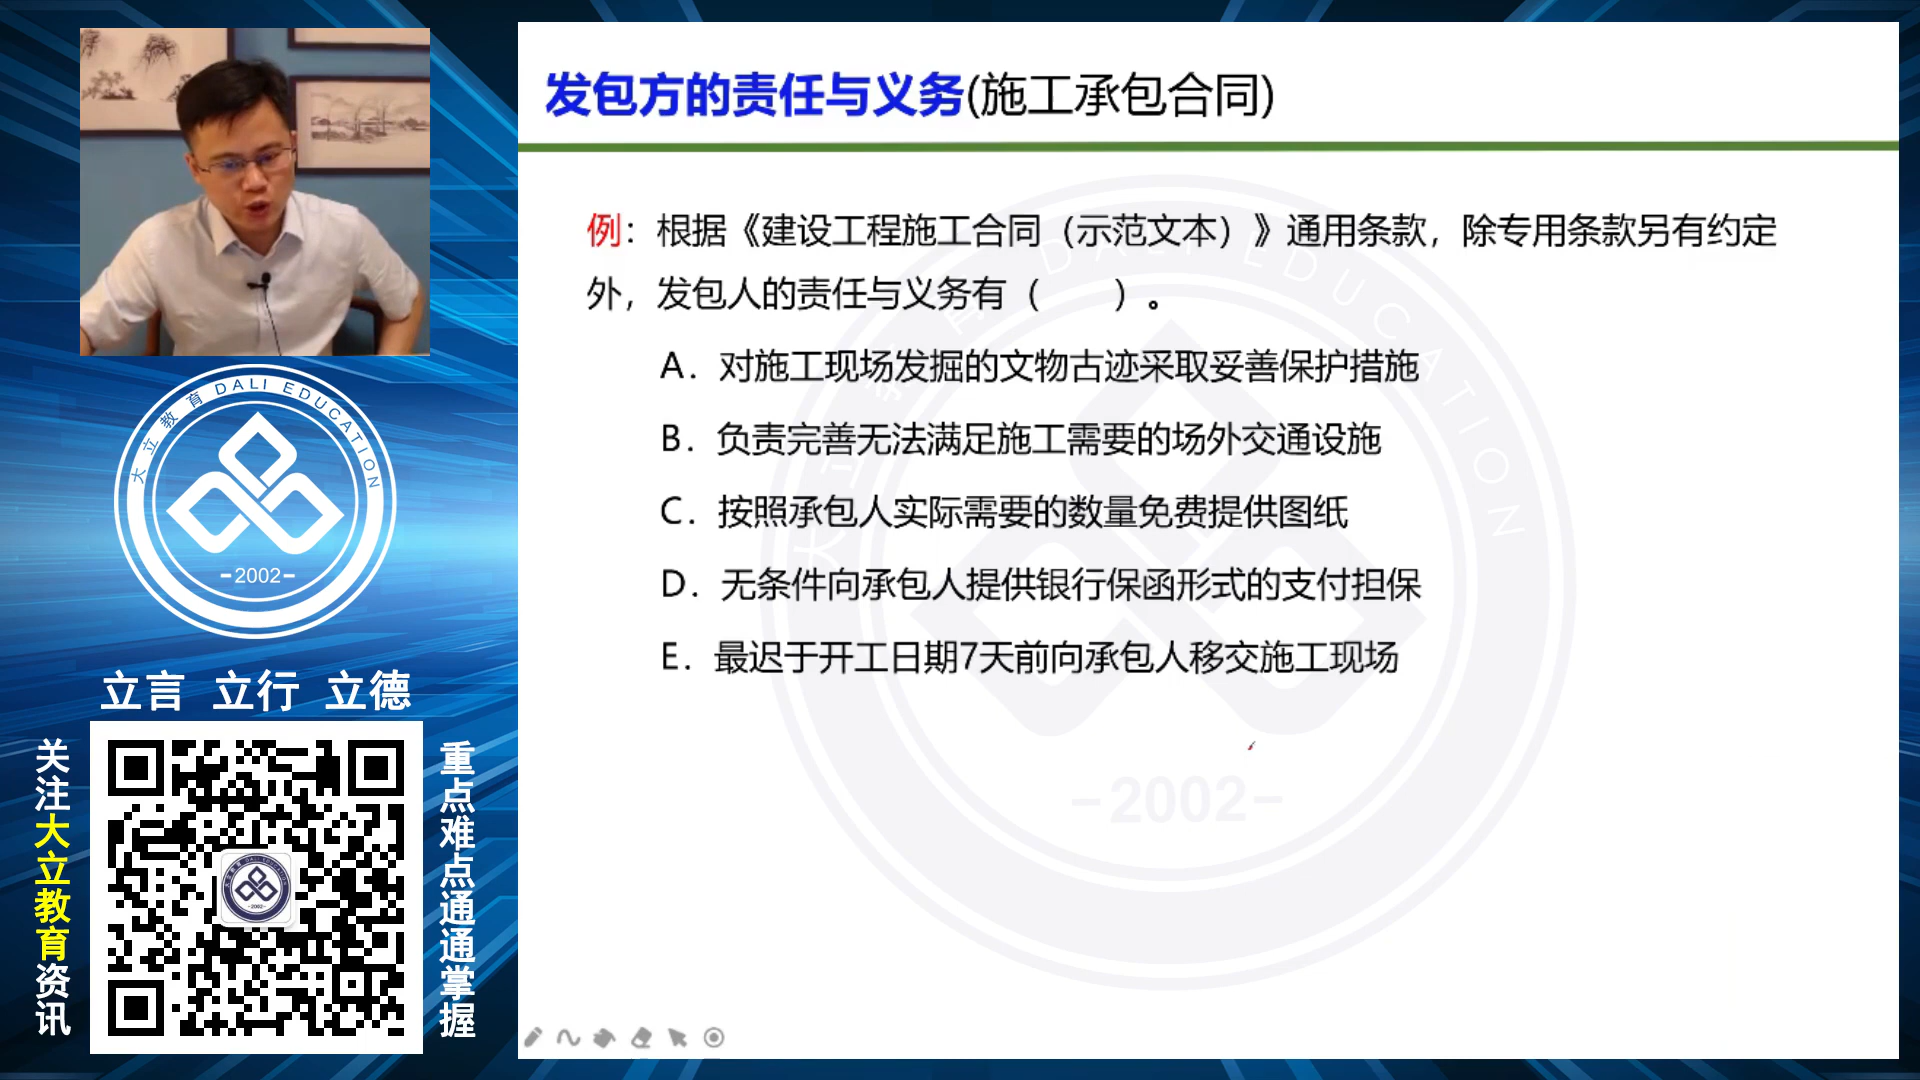 发包方的责任与义务(施工承包合同)
例：根据《建设工程施工合同（示范文本）》通用条款，除专用条款另有约定
外，发包人的责任与义务有（　　）。
A. 对施工现场发掘的文物古迹采取妥善保护措施
B. 负责完善无法满足施工需要的场外交通设施
C. 按照承包人实际需要的数量免费提供图纸
D. 无条件向承包人提供银行保函形式的支付担保
E. 最迟于开工日期7天前向承包人移交施工现场
大立教育 DALI EDUCATION
-2002-
立言 立行 立德
关注大立教育资讯
重点难点通通掌握
大立教育 DALI EDUCATION
-2002-